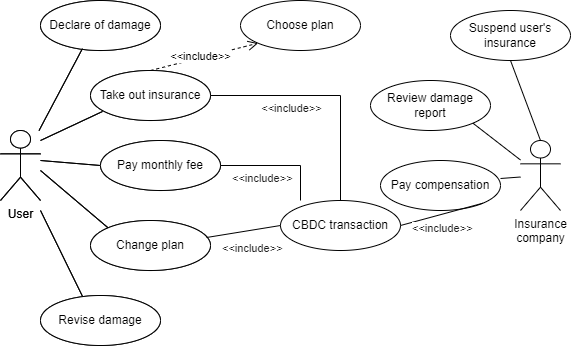 Declare of damage
Choose plan
Suspend user's
insurance
<<include>>
Take out insurance
<<include>>
Review damage
report
Pay monthly fee
<<include>>
Pay compensation
User
CBDC transaction
Insurance
company
<<include>>
Change plan
<<include>>
Revise damage